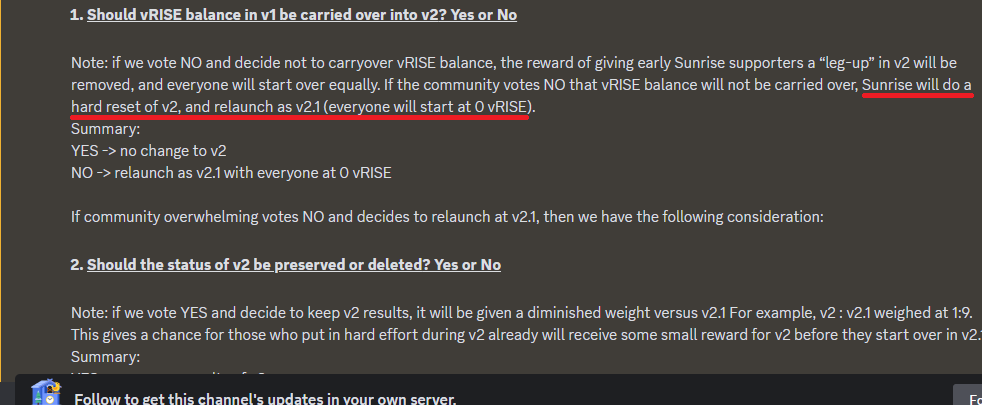 1. Should vRISE balance in v1 be carried over into v2? Yes or No
Note: if we vote NO and decide not to carryover vRISE balance, the reward of giving early Sunrise supporters a “leg-up” in v2 will be
removed, and everyone will start over equally. If the community votes NO that vRISE balance will not be carried over, Sunrise will do a
hard reset of v2, and relaunch as v2.1 (everyone will start at 0 vRISE).
Summary:
YES -> no change to v2
NO -> relaunch as v2.1 with everyone at 0 vRISE
If community overwhelming votes NO and decides to relaunch at v2.1, then we have the following consideration:
2. Should the status of v2 be preserved or deleted? Yes or No
Note: if we vote YES and decide to keep v2 results, it will be given a diminished weight versus v2.1 For example, v2 : v2.1 weighed at 1:9.
This gives a chance for those who put in hard effort during v2 already will receive some small reward for v2 before they start over in v2.
Summary:
Follow to get this channel's updates in your own server.